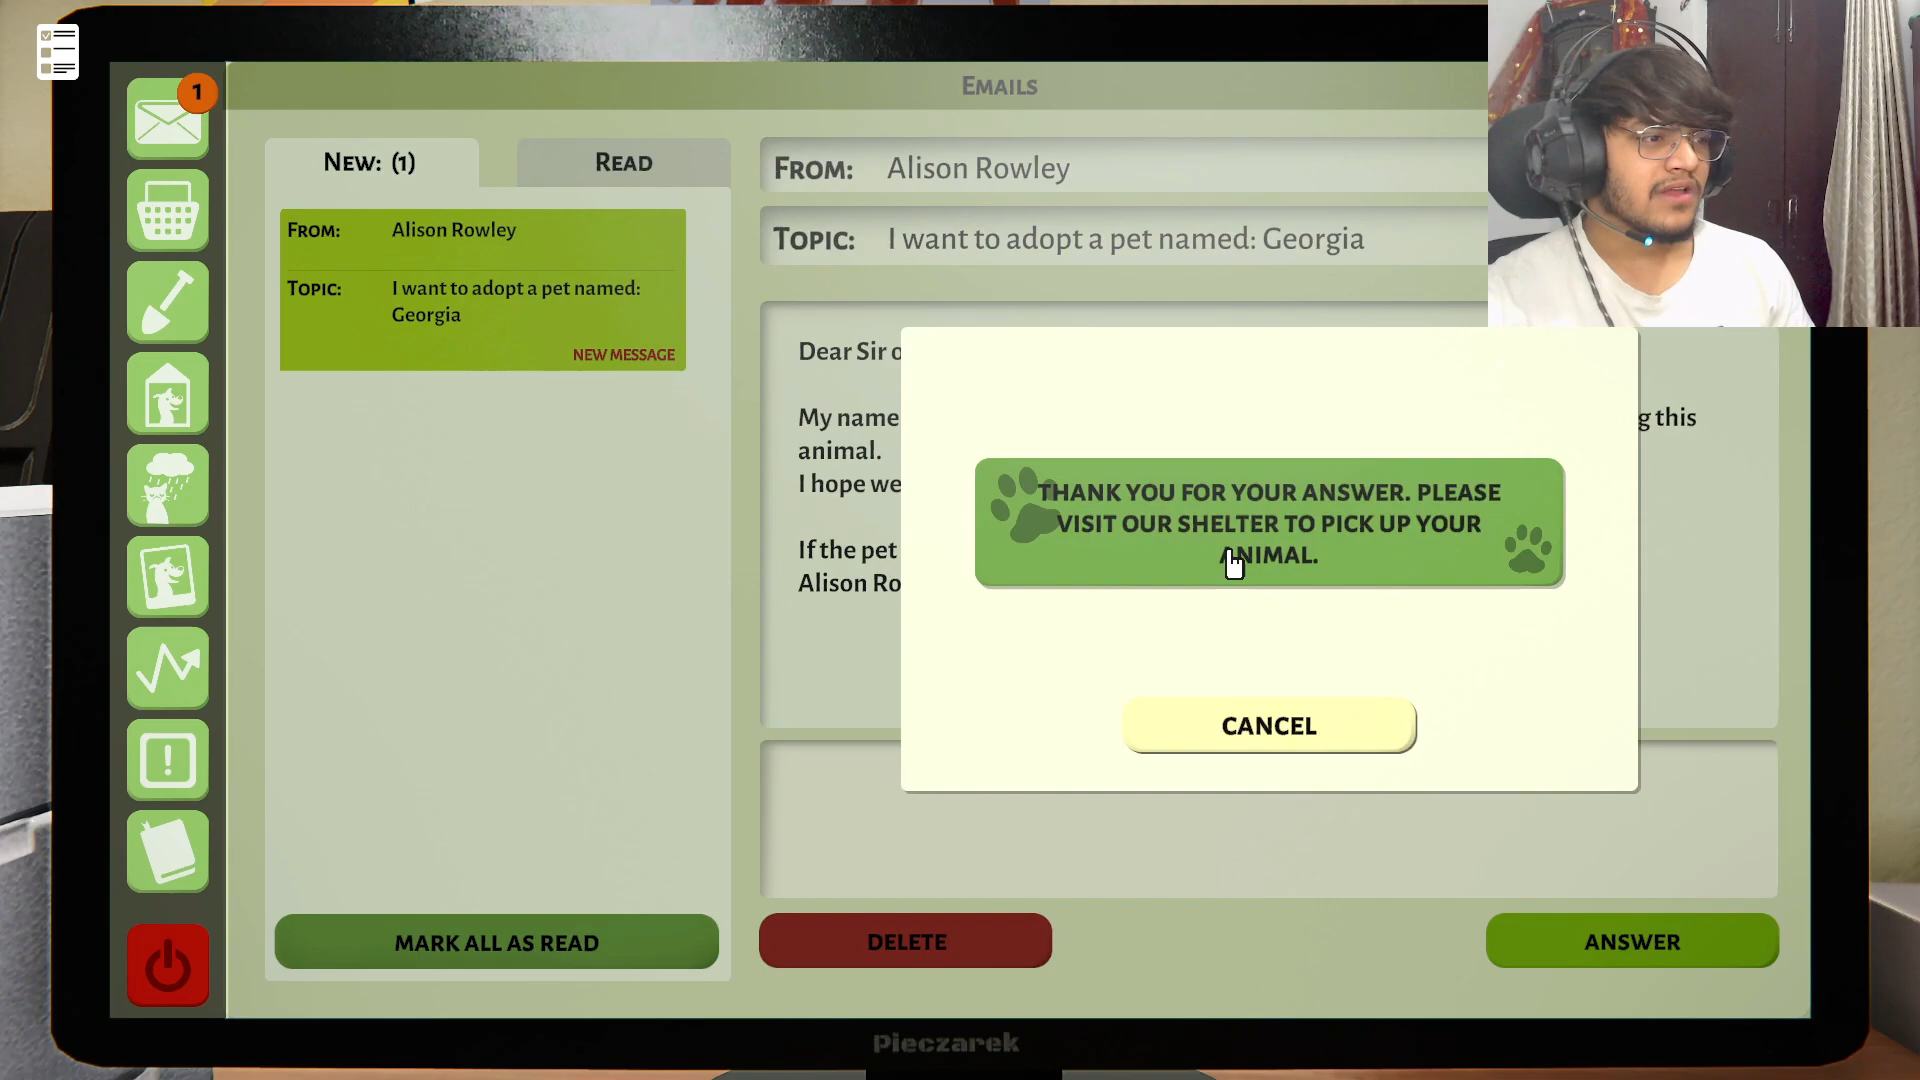 1
EMAILS
NEW: (1)
READ
FROM: Alison Rowley
TOPIC: I want to adopt a pet named:
Georgia
NEW MESSAGE
MARK ALL AS READ
FROM: Alison Rowley
TOPIC: I want to adopt a pet named: Georgia
Dear Sir
My name g this
animal.
I hope we
If the pet
Alison Ro
THANK YOU FOR YOUR ANSWER. PLEASE
VISIT OUR SHELTER TO PICK UP YOUR
ANIMAL.
CANCEL
DELETE
ANSWER
Pieczarek